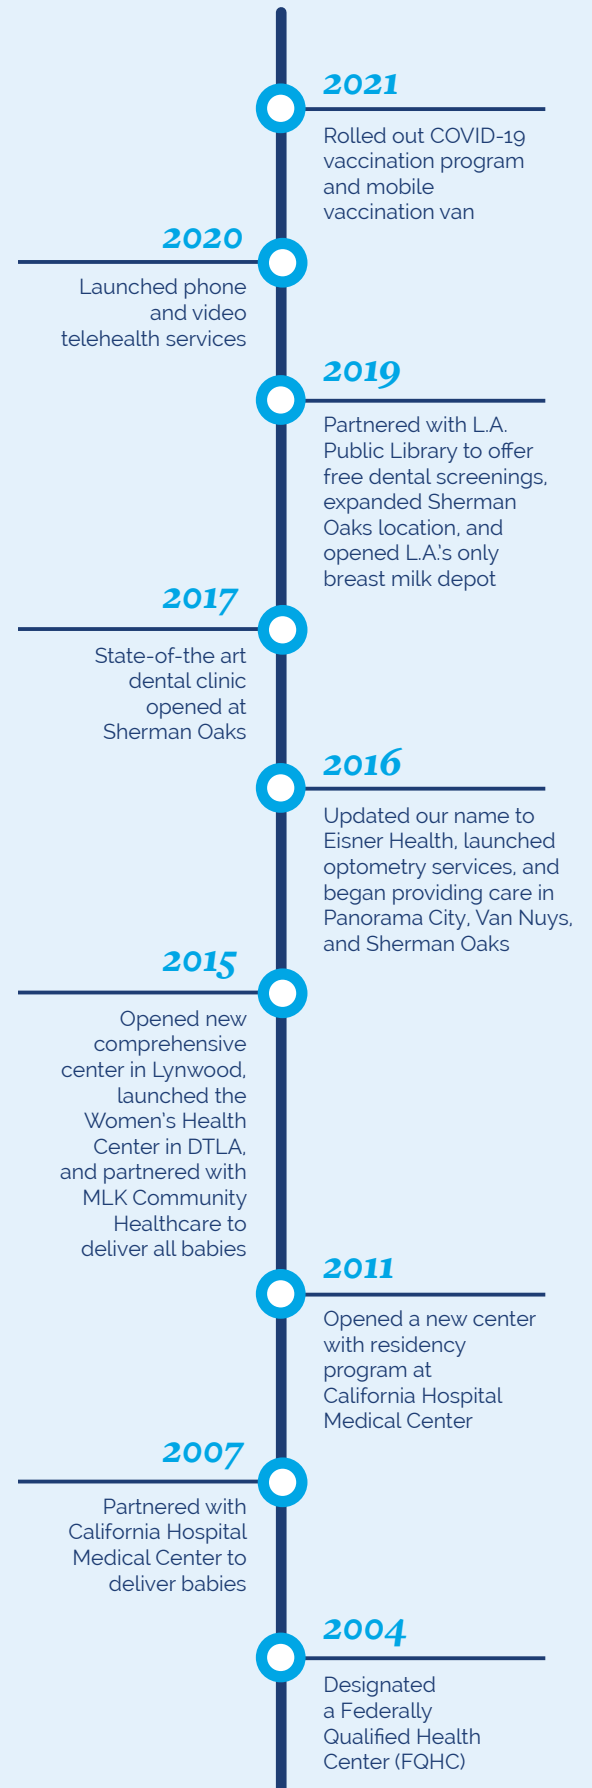 2021
Rolled out COVID-19
vaccination program
and mobile
vaccination van
2020
Launched phone
and video
telehealth services
2019
Partnered with L.A.
Public Library to offer
free dental screenings,
expanded Sherman
Oaks location, and
opened L.A.'s only
breast milk depot
2017
State-of-the art
dental clinic
opened at
Sherman Oaks
2016
Updated our name to
Eisner Health, launched
optometry services, and
began providing care in
Panorama City, Van Nuys,
and Sherman Oaks
2015
Opened new
comprehensive
center in Lynwood,
launched the
Women's Health
Center in DTLA,
and partnered with
MLK Community
Healthcare to
deliver all babies
2011
Opened a new center
with residency
program at
California Hospital
Medical Center
2007
Partnered with
California Hospital
Medical Center to
deliver babies
2004
Designated
a Federally
Qualified Health
Center (FQHC)